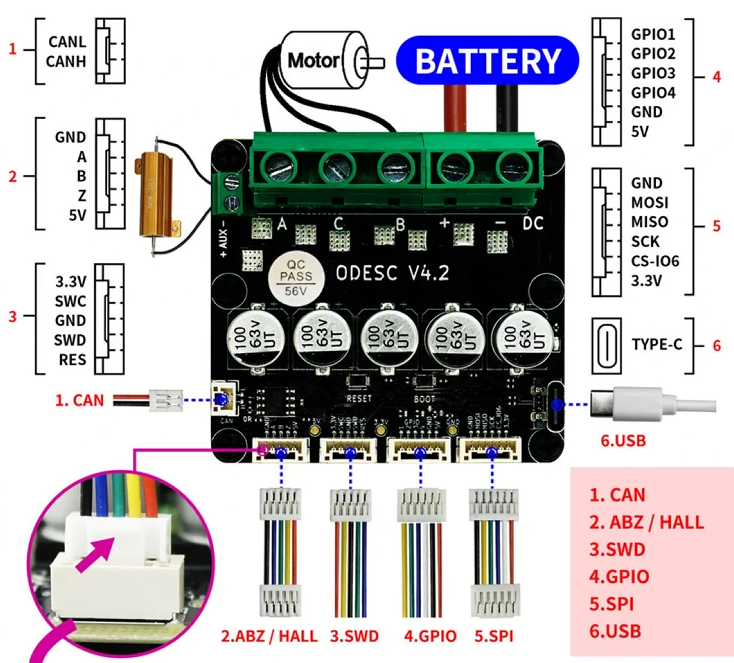 1
CANL
CANH
Motor
BATTERY
GPIO1
GPIO2
GPIO3
GPIO4
GND
5V
4
2
GND
A
B
Z
5V
+ AUX -
A
C
B
+
-
DC
GND
MOSI
MISO
SCK
CS-IO6
3.3V
5
QC
PASS
56V
ODESC V4.2
3
3.3V
SWC
GND
SWD
RES
100
63V
UT
100
63V
UT
100
63V
UT
100
63V
UT
100
63V
UT
TYPE-C
6
RESET
BOOT
1. CAN
CAN
GPIO
6.USB
1. CAN
2. ABZ / HALL
3.SWD
4.GPIO
5.SPI
6.USB
2.ABZ / HALL
3.SWD
4.GPIO
5.SPI